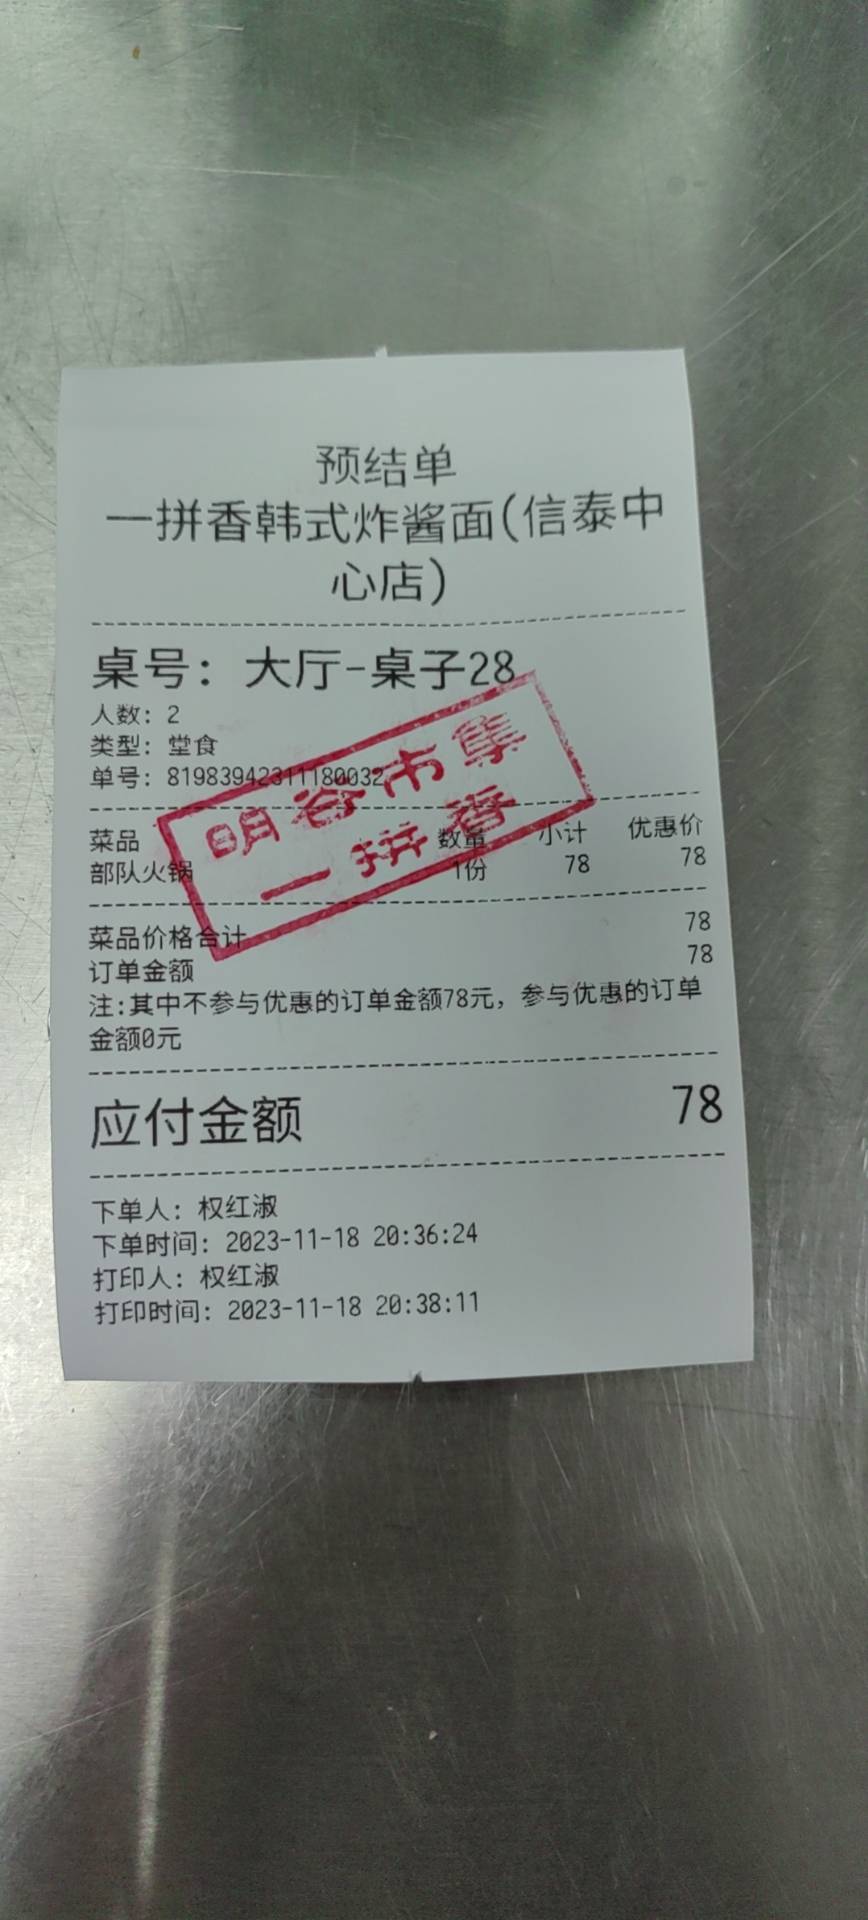 预结单
一拼香韩式炸酱面(信泰中
心店)
桌号: 大厅-桌子28
人数: 2
类型: 堂食
单号: 81983942311180032
明谷市集
一拼香
菜品 数量 小计 优惠价
部队火锅 1份 78 78
菜品价格合计 78
订单金额 78
注:其中不参与优惠的订单金额78元, 参与优惠的订单
金额0元
应付金额 78
下单人: 权红淑
下单时间: 2023-11-18 20:36:24
打印人: 权红淑
打印时间: 2023-11-18 20:38:11